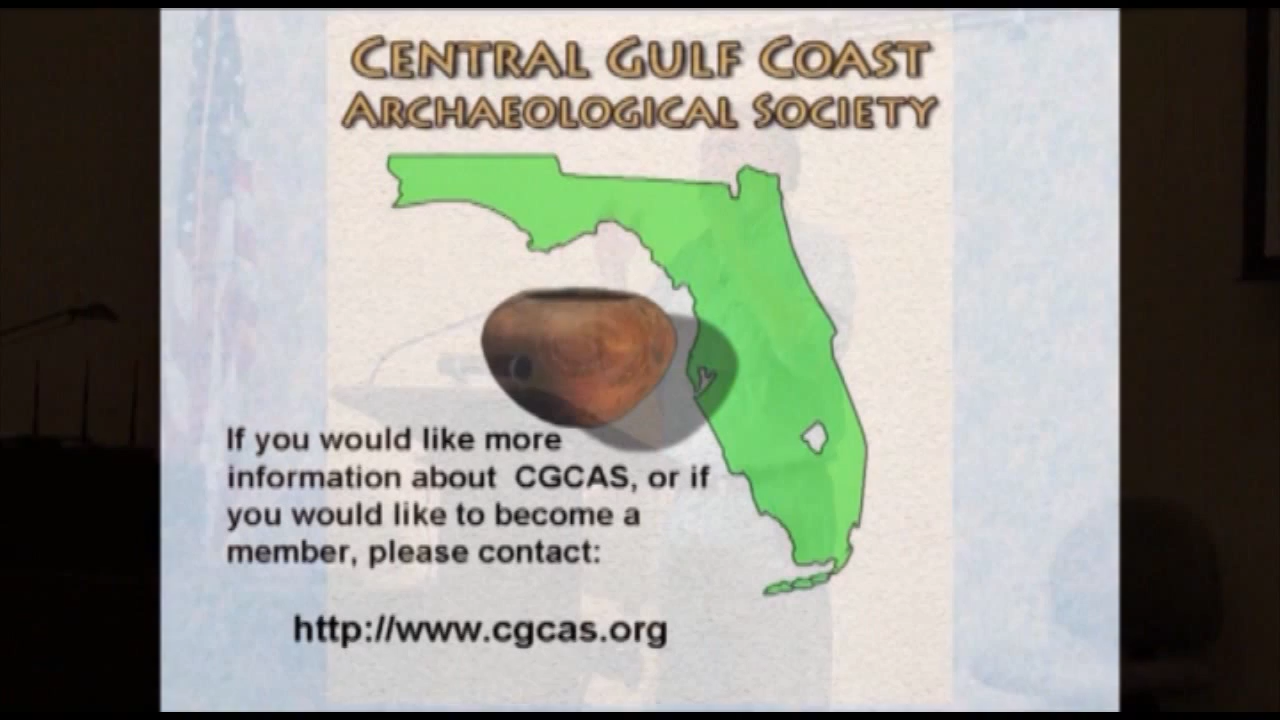 CENTRAL GULF COAST
ARCHAEOLOGICAL SOCIETY
If you would like more
information about CGCAS, or if
you would like to become a
member, please contact:
http://www.cgcas.org